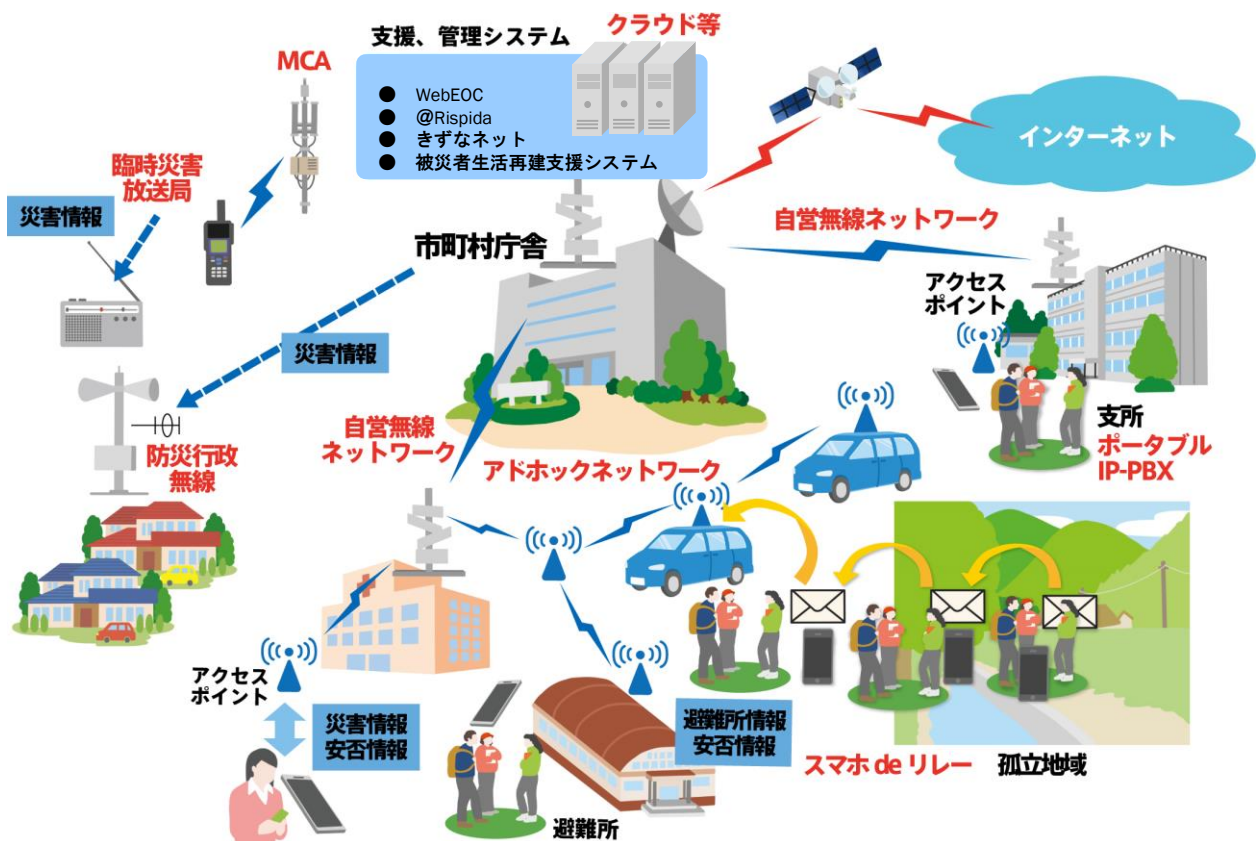 支援、管理システム
クラウド等
MCA
● WebEOC
● @Rispida
● きずなネット
● 被災者生活再建支援システム
インターネット
臨時災害
放送局
災害情報
自営無線ネットワーク
市町村庁舎
アクセス
ポイント
災害情報
支所
ポータブル
IP-PBX
自営無線
ネットワーク
アドホックネットワーク
防災行政
無線
アクセス
ポイント
災害情報
安否情報
避難所情報
安否情報
スマホ de リレー
孤立地域
避難所